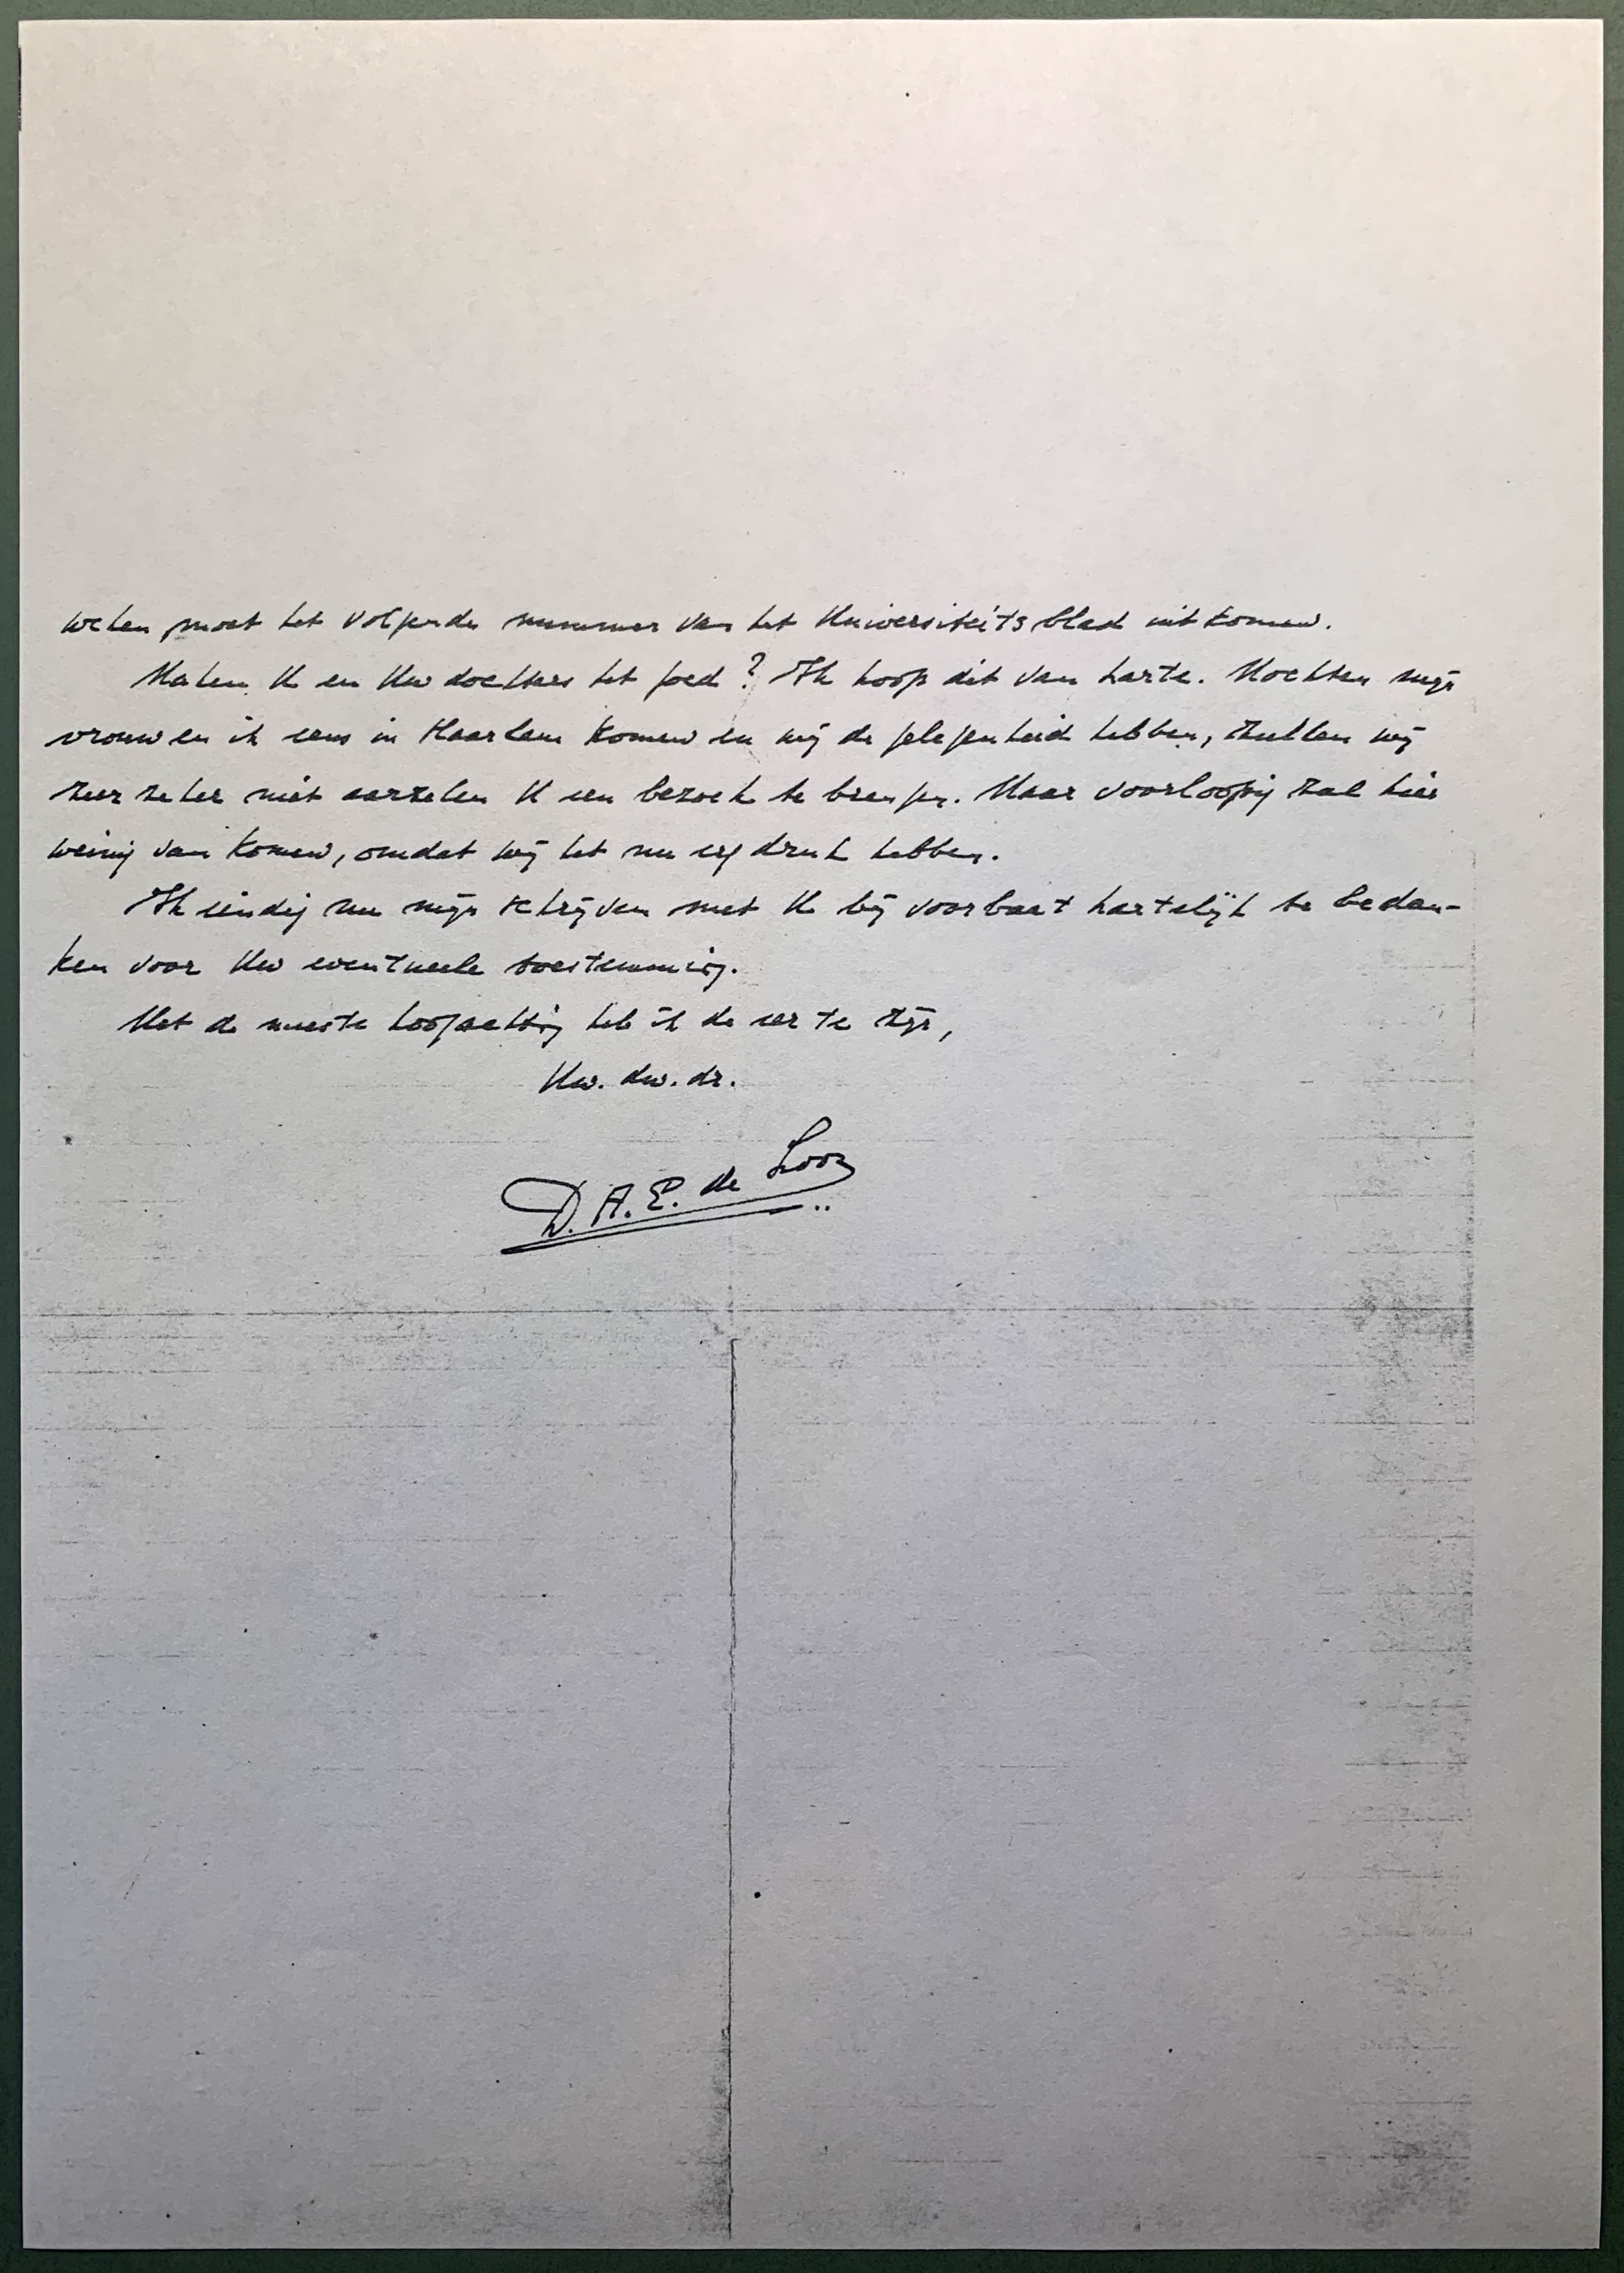 weken moet het volgende nummer van het Universiteitsblad uitkomen.
Maken U en Uw dochters het goed? Ik hoop dit van harte. Mochten mijn
vrouw en ik eens in Haarlem komen en wij de gelegenheid hebben, zullen wij
zeer zeker niet aarzelen U een bezoek te brengen. Maar voorloopig zal hier
weinig van komen, omdat wij het nu erg druk hebben.
Ik eindig nu mijn schrijven met U bij voorbaat hartelijk te bedan-
ken voor Uw eventueele toestemming.
Met de meeste hoogachting heb ik de eer te zijn,
Uw. dw. dr.
D. A. E. de Loor